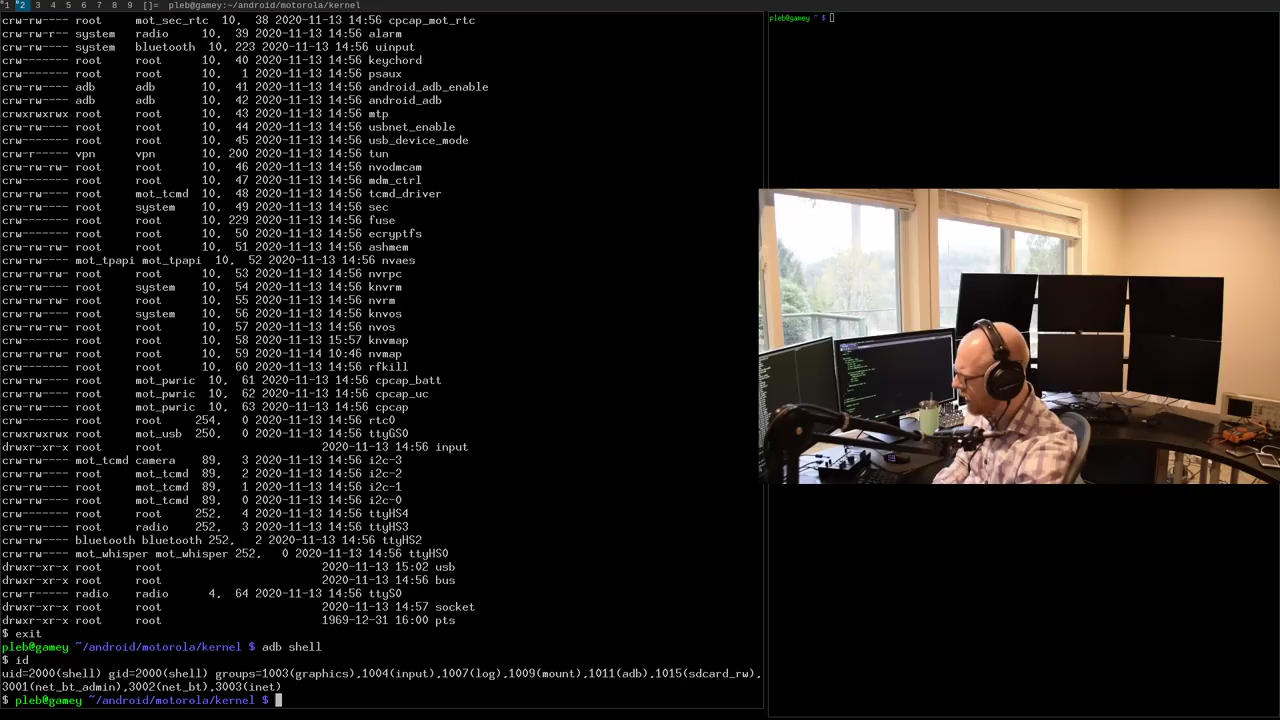 1 2 3 4 5 6 7 8 9 []= pleb@gamey:~/android/motorola/kernel
crw-rw---- root mot_sec_rtc 10, 38 2020-11-13 14:56 cpcap_mot_rtc
crw-rw-r-- system radio 10, 39 2020-11-13 14:56 alarm
crw-rw---- system bluetooth 10, 223 2020-11-13 14:56 uinput
crw------- root root 10, 40 2020-11-13 14:56 keychord
crw------- root root 10, 1 2020-11-13 14:56 psaux
crw------- adb adb 10, 41 2020-11-13 14:56 android_adb_enable
crw------- adb adb 10, 42 2020-11-13 14:56 android_adb
crwxrwxrwx root root 10, 43 2020-11-13 14:56 mtp
crw------- root root 10, 44 2020-11-13 14:56 usbnet_enable
crw------- root root 10, 45 2020-11-13 14:56 usb_device_mode
crw-r----- vpn vpn 10, 200 2020-11-13 14:56 tun
crw-rw-rw- root root 10, 46 2020-11-13 14:56 nvodmcam
crw------- root root 10, 47 2020-11-13 14:56 mdm_ctrl
crw-rw---- root mot_tcmd 10, 48 2020-11-13 14:56 tcmd_driver
crw-rw---- root system 10, 49 2020-11-13 14:56 sec
crw------- root root 10, 229 2020-11-13 14:56 fuse
crw------- root root 10, 50 2020-11-13 14:56 ecryptfs
crw-rw-rw- root root 10, 51 2020-11-13 14:56 ashmem
crw-rw---- mot_tpapi mot_tpapi 10, 52 2020-11-13 14:56 nvaes
crw-rw-rw- root root 10, 53 2020-11-13 14:56 nvrpc
crw-rw---- root system 10, 54 2020-11-13 14:56 knvrm
crw-rw-rw- root root 10, 55 2020-11-13 14:56 nvrm
crw-rw---- root system 10, 56 2020-11-13 14:56 knvos
crw-rw-rw- root root 10, 57 2020-11-13 14:56 nvos
crw------- root root 10, 58 2020-11-13 15:57 knvmap
crw-rw-rw- root root 10, 59 2020-11-14 10:46 nvmap
crw------- root root 10, 60 2020-11-13 14:56 rfkill
crw-rw---- root mot_pwric 10, 61 2020-11-13 14:56 cpcap_batt
crw-rw---- root mot_pwric 10, 62 2020-11-13 14:56 cpcap_uc
crw-rw---- root mot_pwric 10, 63 2020-11-13 14:56 cpcap
crw------- root root 254, 0 2020-11-13 14:56 rtc0
crwxrwxrwx root mot_usb 250, 0 2020-11-13 14:56 ttyGS0
drwxr-xr-x root root 2020-11-13 14:56 input
crw-rw---- mot_tcmd camera 89, 3 2020-11-13 14:56 i2c-3
crw-rw---- root mot_tcmd 89, 2 2020-11-13 14:56 i2c-2
crw-rw---- root mot_tcmd 89, 1 2020-11-13 14:56 i2c-1
crw-rw---- root mot_tcmd 89, 0 2020-11-13 14:56 i2c-0
crw------- root root 252, 4 2020-11-13 14:56 ttyHS4
crw-rw---- root radio 252, 3 2020-11-13 14:56 ttyHS3
crw-rw---- bluetooth bluetooth 252, 2 2020-11-13 14:56 ttyHS2
crw-rw---- mot_whisper mot_whisper 252, 0 2020-11-13 14:56 ttyHS0
drwxr-xr-x root root 2020-11-13 15:02 usb
drwxr-xr-x root root 2020-11-13 14:56 bus
crw-r----- radio radio 4, 64 2020-11-13 14:56 ttyS0
drwxr-xr-x root root 2020-11-13 14:57 socket
drwxr-xr-x root root 1969-12-31 16:00 pts
$ exit
pleb@gamey ~/android/motorola/kernel $ adb shell
$ id
uid=2000(shell) gid=2000(shell) groups=1003(graphics),1004(input),1007(log),1009(mount),1011(adb),1015(sdcard_rw),
3001(net_bt_admin),3002(net_bt),3003(inet)
$ pleb@gamey ~/android/motorola/kernel $
pleb@gamey ~ $